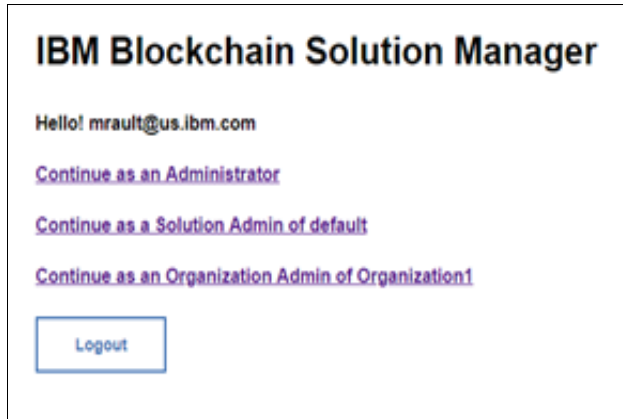 IBM Blockchain Solution Manager
Hello! mrault@us.ibm.com
Continue as an Administrator
Continue as a Solution Admin of default
Continue as an Organization Admin of Organization1
Logout